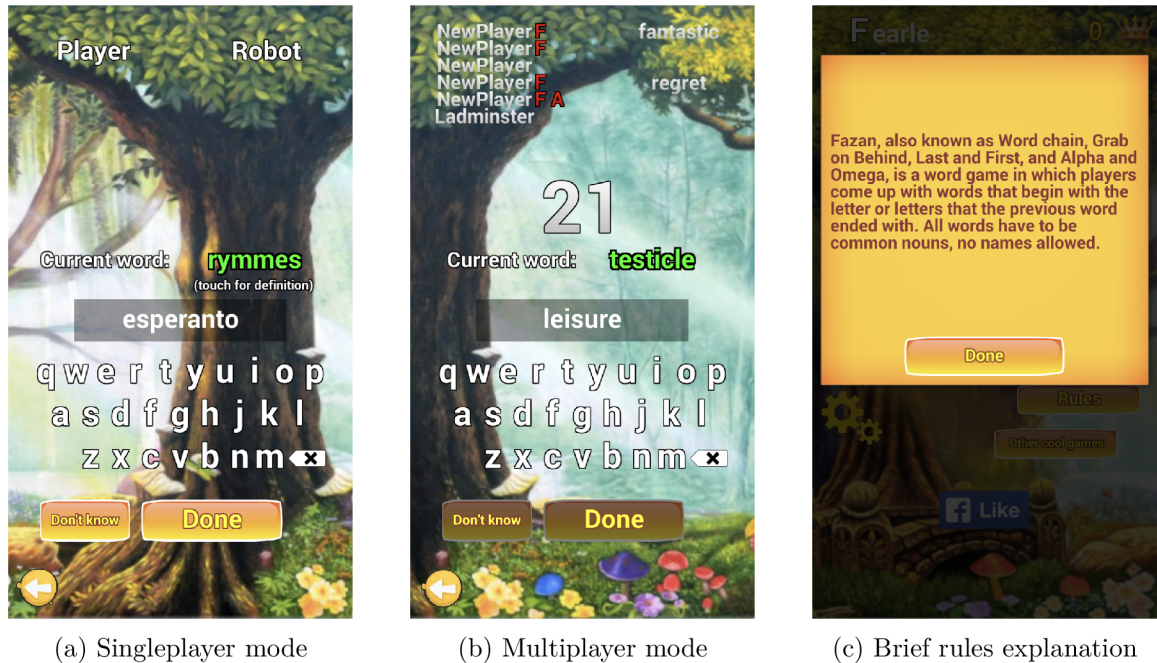 Player Robot
Current word: rymmes
(touch for definition)
esperanto
q w e r t y u i o p
a s d f g h j k l
z x c v b n m
Don't know Done
(a) Singleplayer mode
NewPlayer F fantastic
NewPlayer F
NewPlayer
NewPlayer F regret
NewPlayer F A
Ladminster
21
Current word: testicle
leisure
q w e r t y u i o p
a s d f g h j k l
z x c v b n m
Don't know Done
(b) Multiplayer mode
Fearle 0
Fazan, also known as Word chain, Grab
on Behind, Last and First, and Alpha and
Omega, is a word game in which players
come up with words that begin with the
letter or letters that the previous word
ended with. All words have to be
common nouns, no names allowed.
Done
Rules
Other cool games
f Like
(c) Brief rules explanation